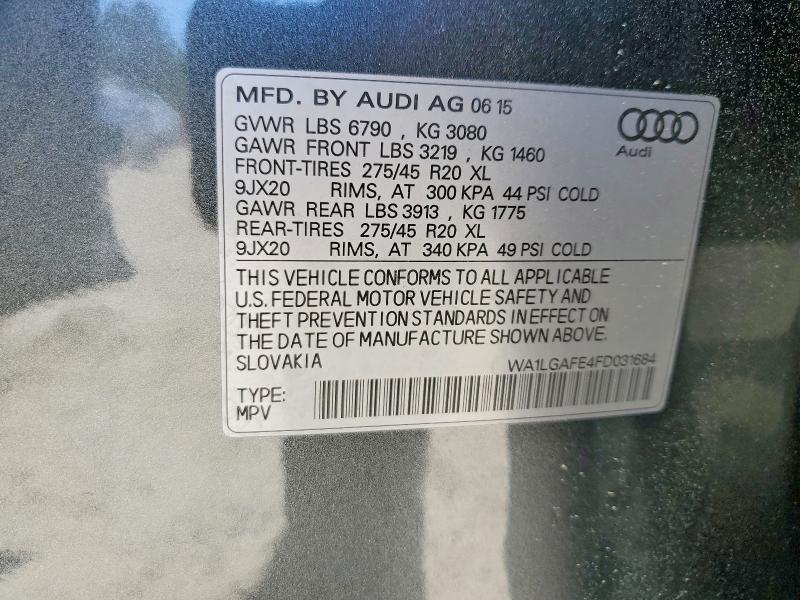 MFD. BY AUDI AG 06 15
GVWR LBS 6790 , KG 3080
GAWR FRONT LBS 3219 , KG 1460
FRONT-TIRES 275/45 R20 XL
9JX20 RIMS, AT 300 KPA 44 PSI COLD
GAWR REAR LBS 3913 , KG 1775
REAR-TIRES 275/45 R20 XL
9JX20 RIMS, AT 340 KPA 49 PSI COLD
Audi
THIS VEHICLE CONFORMS TO ALL APPLICABLE
U.S. FEDERAL MOTOR VEHICLE SAFETY AND
THEFT PREVENTION STANDARDS IN EFFECT ON
THE DATE OF MANUFACTURE SHOWN ABOVE.
SLOVAKIA WA1LGAFE4FD031684
TYPE:
MPV